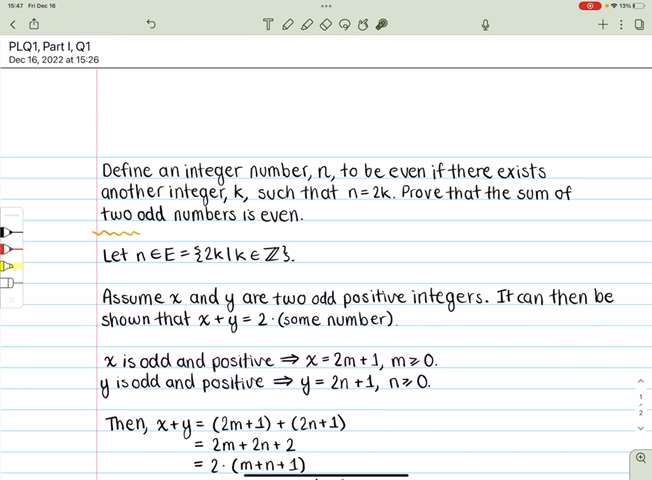 15:47 Fri Dec 16
13%
PLQ1, Part I, Q1
Dec 16, 2022 at 15:26
Define an integer number, n, to be even if there exists
another integer, k, such that n=2k. Prove that the sum of
two odd numbers is even.
Let n ∈ E = {2k | k ∈ ℤ}.
Assume x and y are two odd positive integers. It can then be
shown that x+y = 2·(some number).
x is odd and positive ⇒ x = 2m+1, m ≥ 0.
y is odd and positive ⇒ y = 2n+1, n ≥ 0.
Then, x+y = (2m+1) + (2n+1)
= 2m + 2n + 2
= 2·(m+n+1)
1
/
2